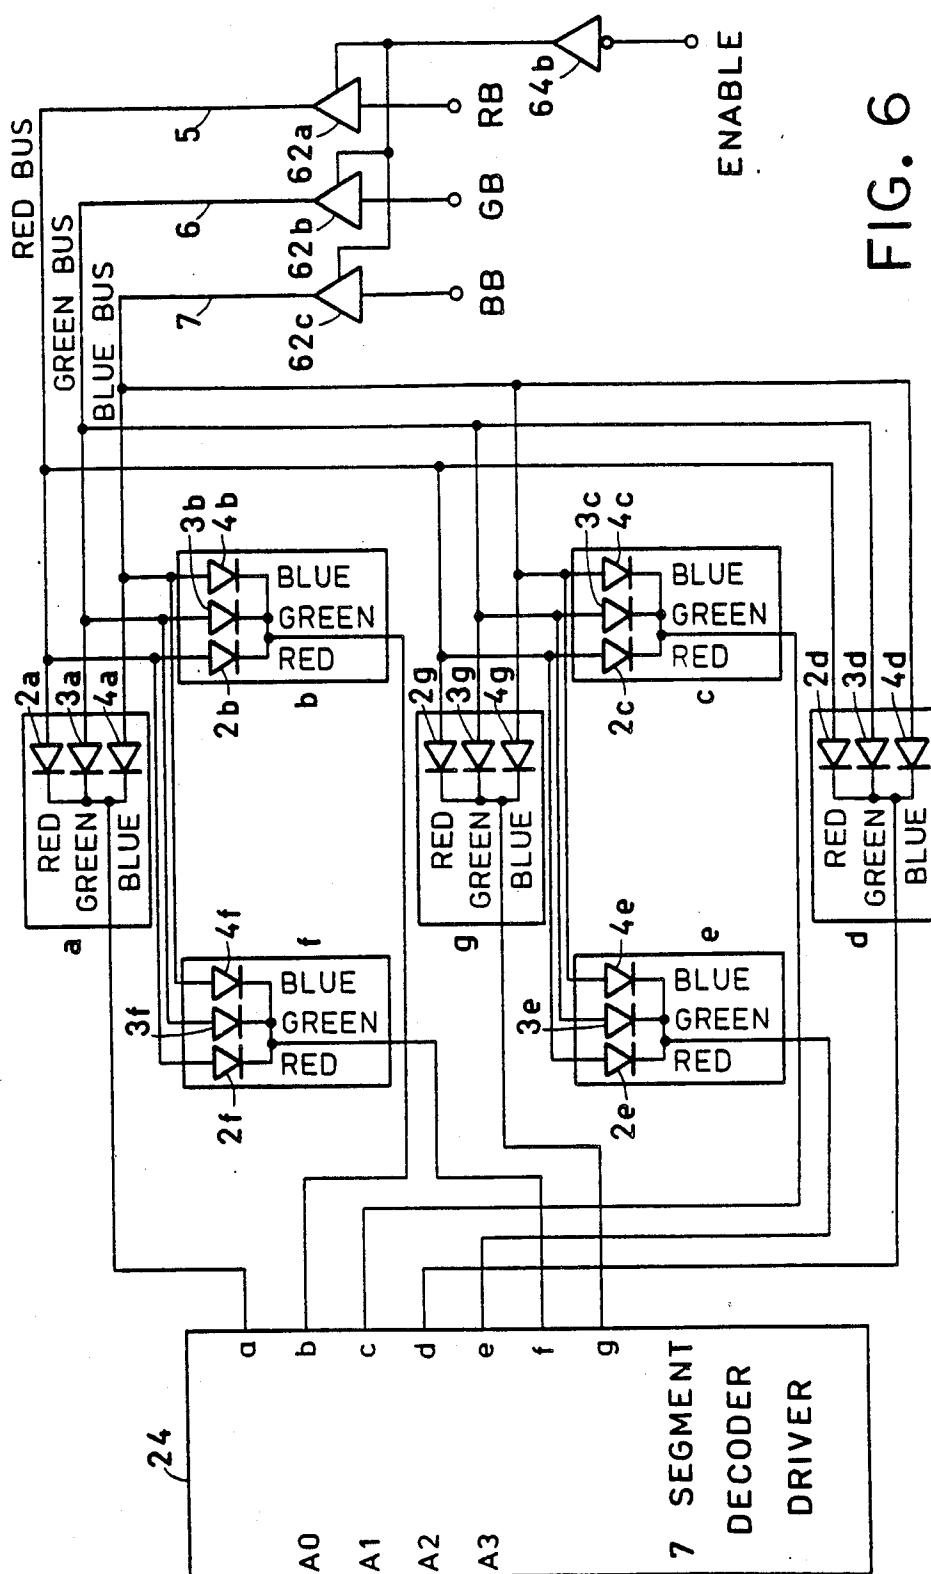 24
A0
A1
A2
A3
7 SEGMENT
DECODER
DRIVER
a
b
c
d
e
f
g
a
RED
GREEN
BLUE
2a
3a
4a
2f
3f
4f
f
RED
GREEN
BLUE
2b
3b
4b
b
RED
GREEN
BLUE
g
RED
GREEN
BLUE
2g
3g
4g
2e
3e
4e
e
RED
GREEN
BLUE
2c
3c
4c
c
RED
GREEN
BLUE
d
RED
GREEN
BLUE
2d
3d
4d
RED BUS
GREEN BUS
BLUE BUS
5
6
7
62a
62b
62c
64b
RB
GB
BB
ENABLE
FIG. 6